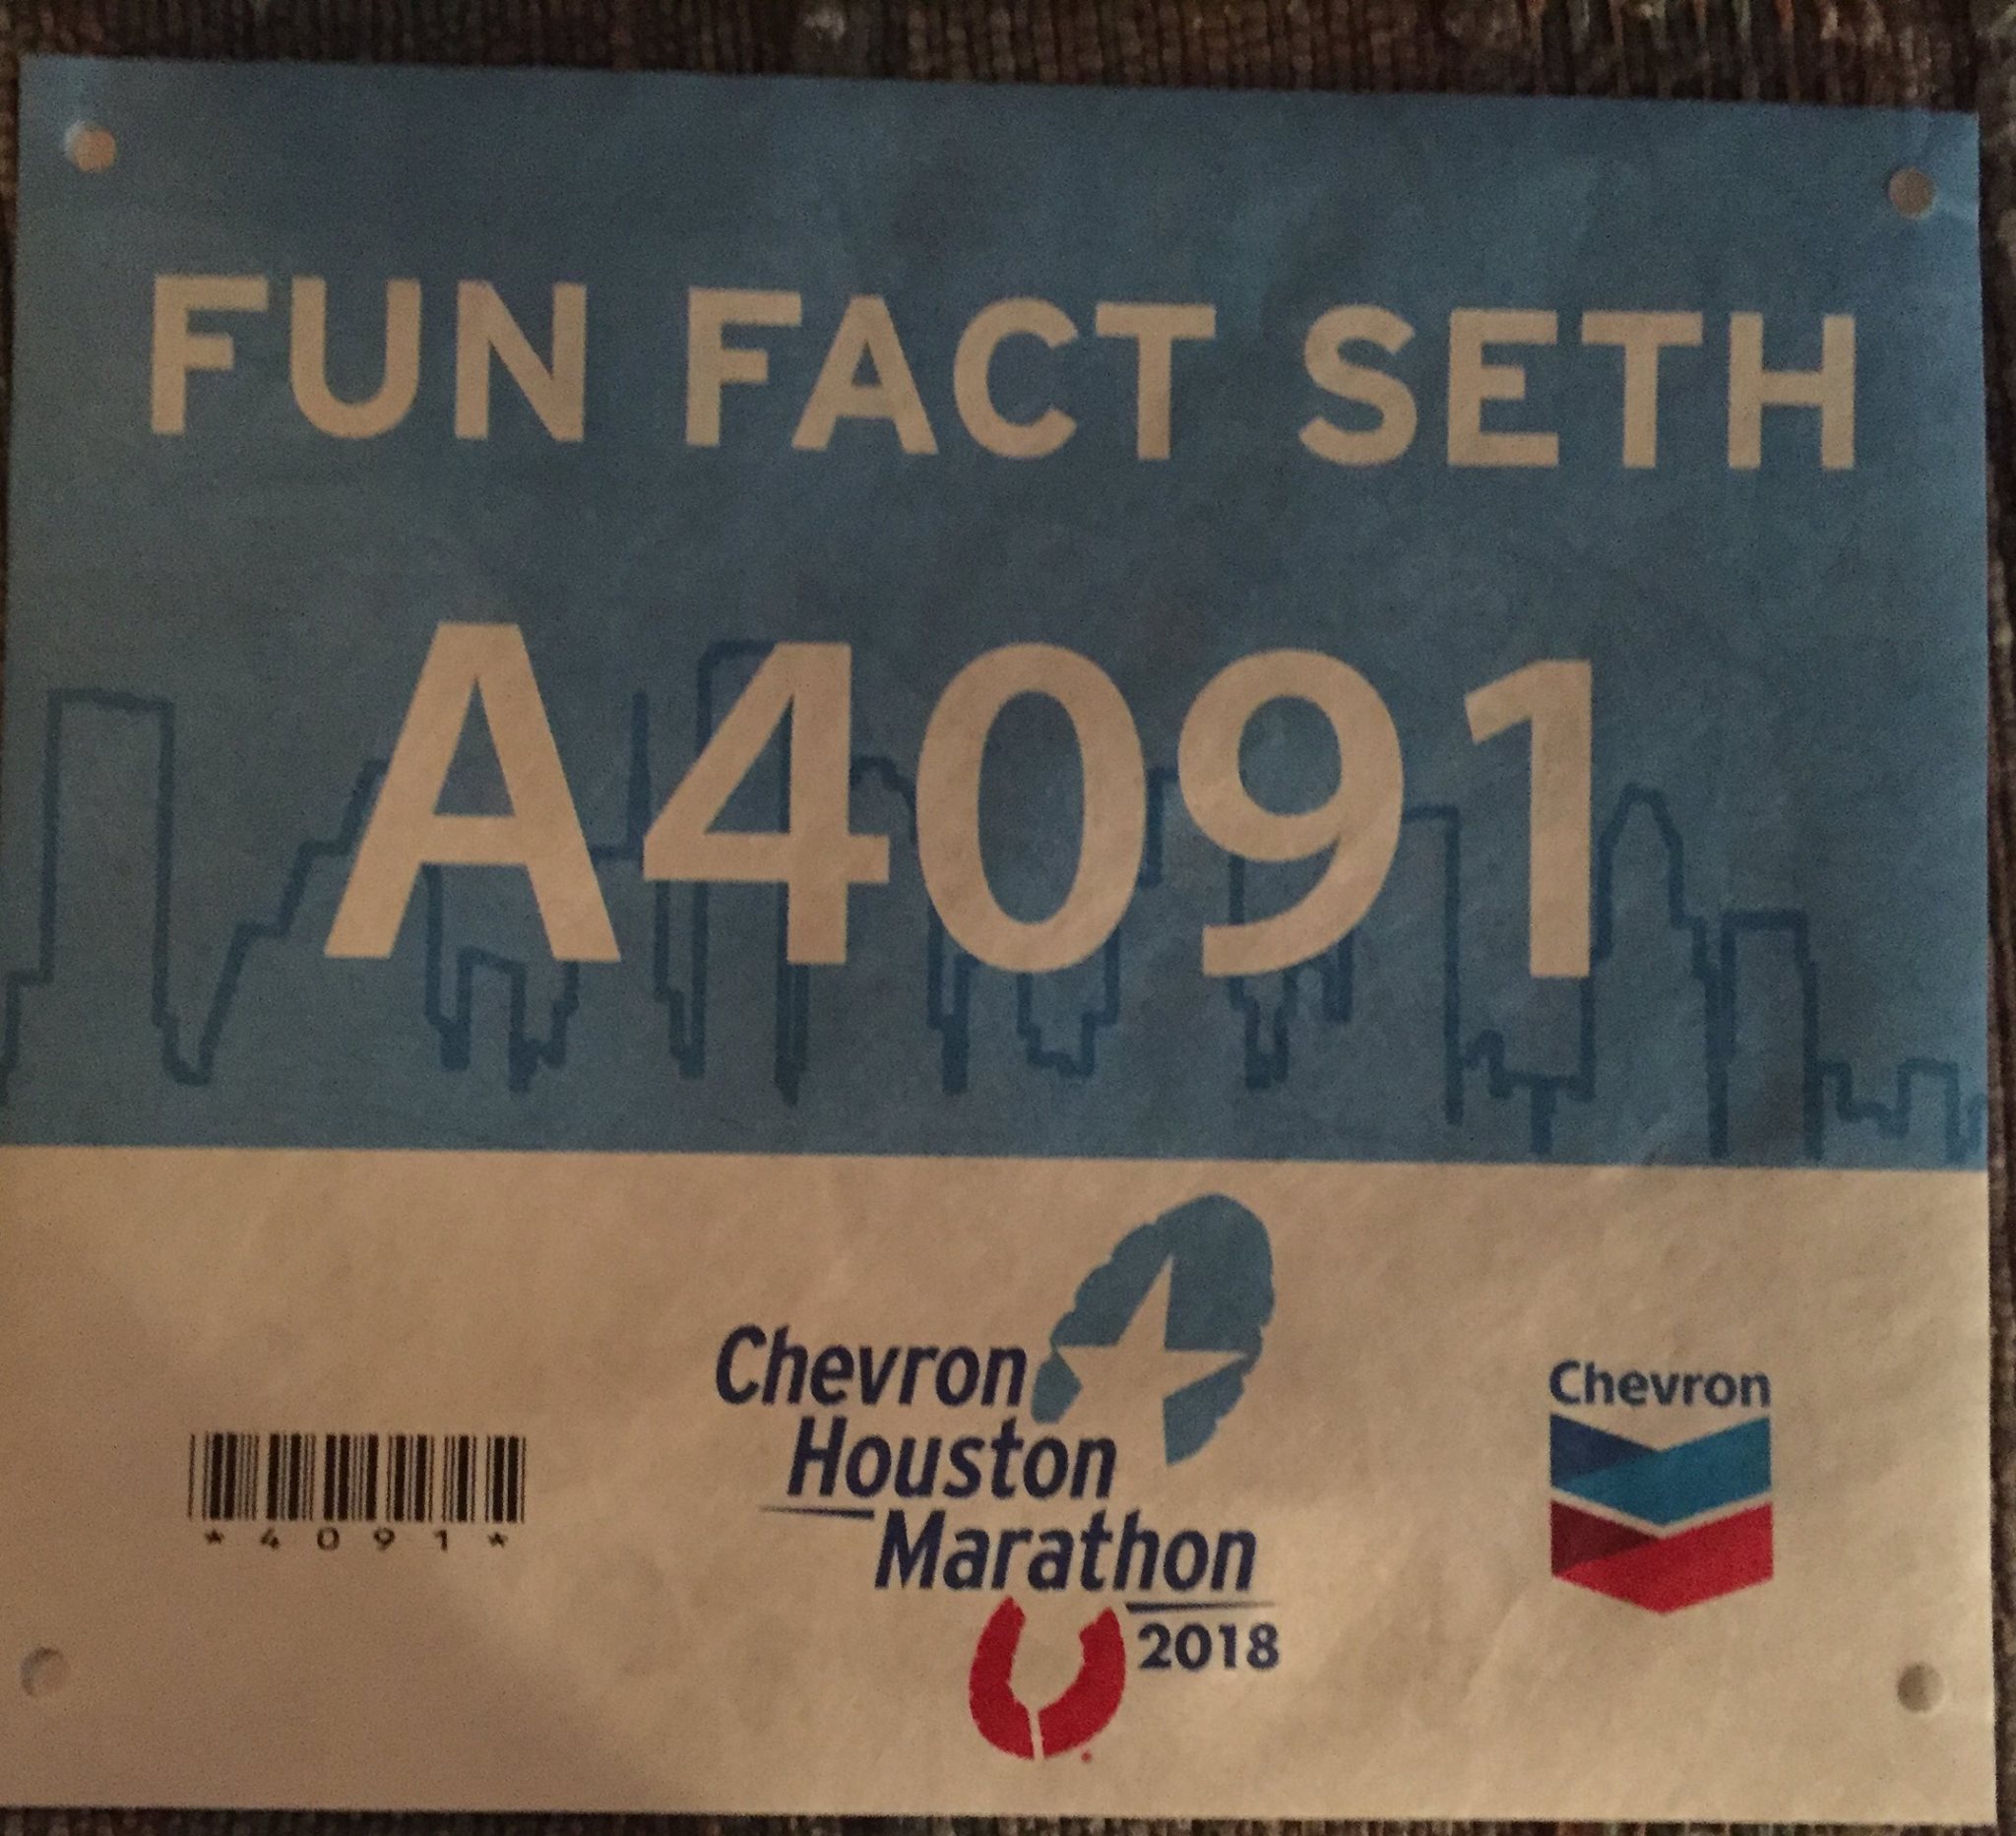 FUN FACT SETH
A4091
Chevron
Houston
Marathon
2018
Chevron
*4091*